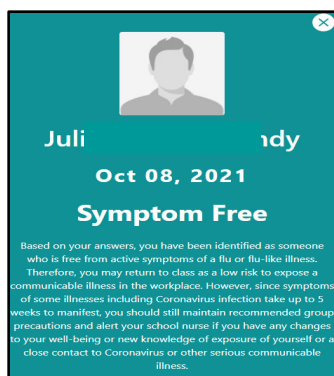 Juli ndy
Oct 08, 2021
Symptom Free
Based on your answers, you have been identified as someone
who is free from active symptoms of a flu or flu-like illness.
Therefore, you may return to class as a low risk to expose a
communicable illness in the workplace. However, since symptoms
of some illnesses including Coronavirus infection take up to 5
weeks to manifest, you should still maintain recommended group
precautions and alert your school nurse if you have any changes
to your well-being or new knowledge of exposure of yourself or a
close contact to Coronavirus or other serious communicable
illness.